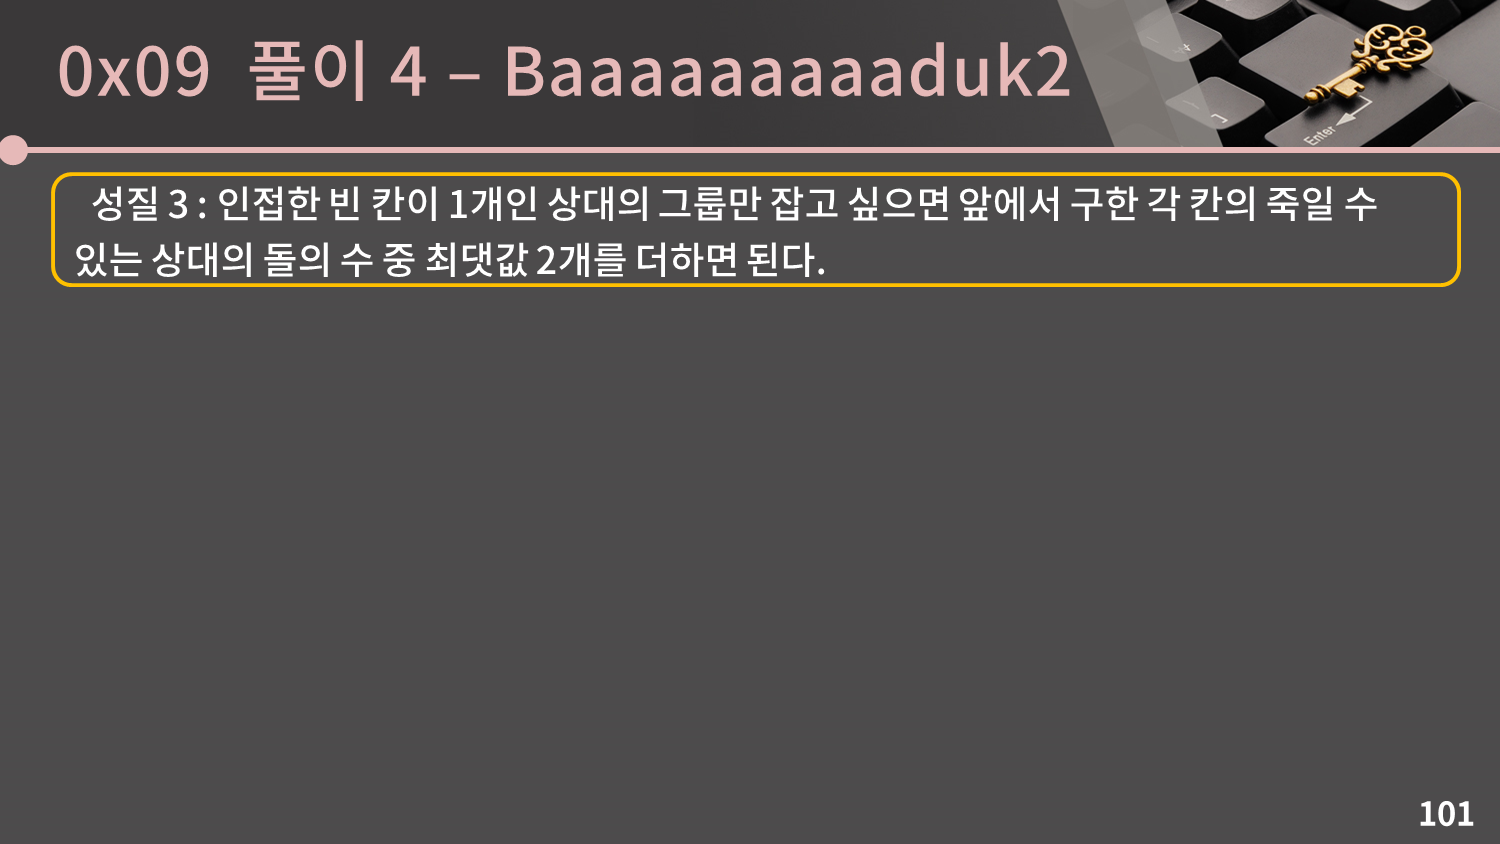 0x09 풀이 4 – Baaaaaaaaaduk2
Enter
성질 3 : 인접한 빈 칸이 1개인 상대의 그룹만 잡고 싶으면 앞에서 구한 각 칸의 죽일 수
있는 상대의 돌의 수 중 최댓값 2개를 더하면 된다.
101